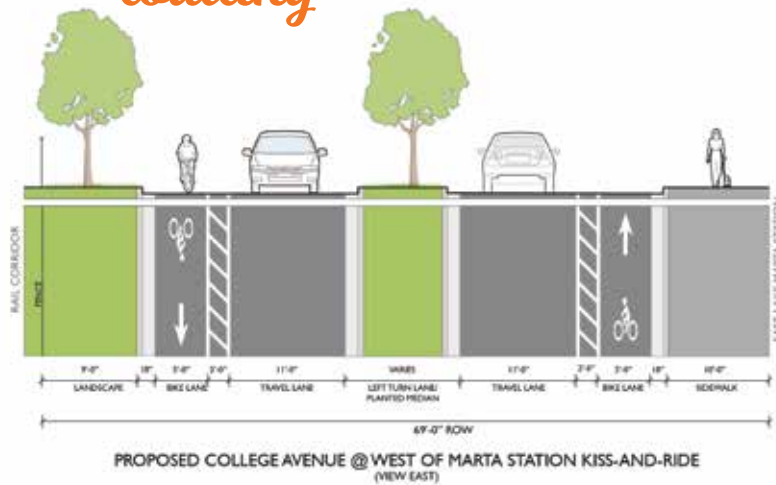 RAIL CORRIDOR
FENCE
9'-0" 18" 5'-0" 2'-0" 11'-0" VARIES 11'-0" 2'-0" 5'-0" 18" 10'-0"
LANDSCAPE BIKE LANE TRAVEL LANE LEFT TURN LANE/ TRAVEL LANE BIKE LANE SIDEWALK
PLANTED MEDIAN
69'-0" ROW
PROPOSED COLLEGE AVENUE @ WEST OF MARTA STATION KISS-AND-RIDE
(VIEW EAST)